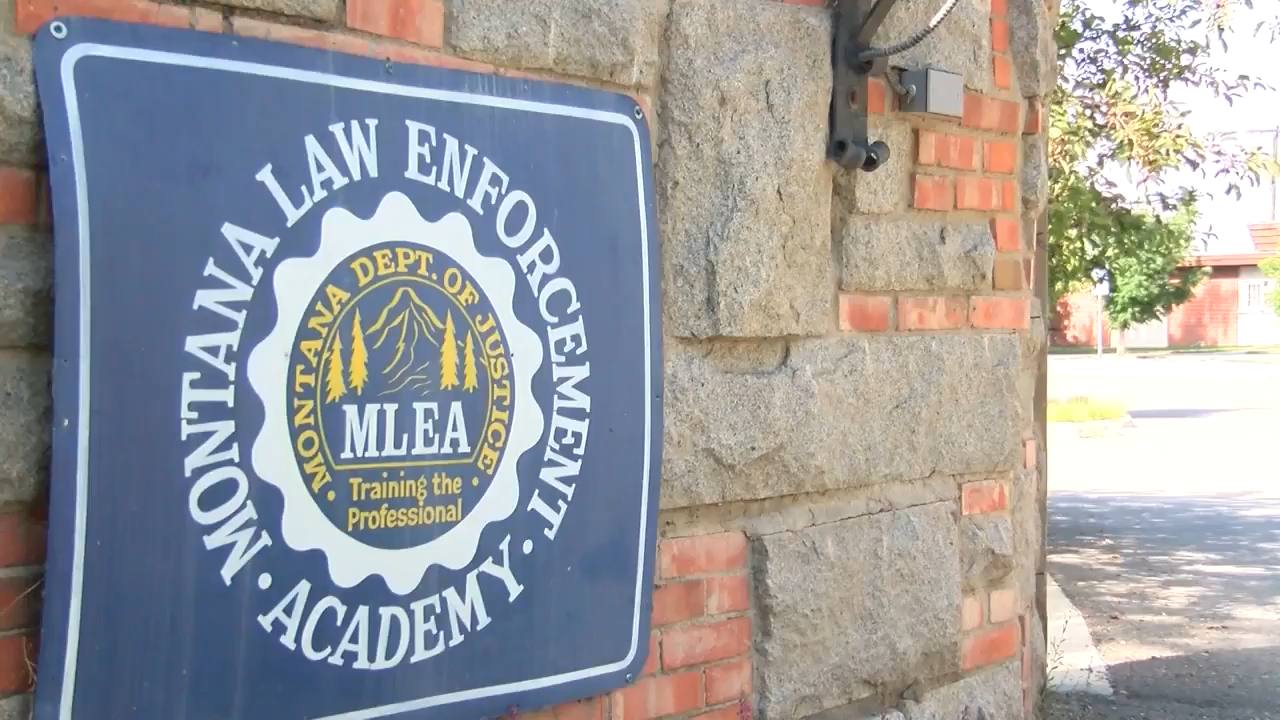 MONTANA LAW ENFORCEMENT
• ACADEMY •
• MONTANA DEPT. OF JUSTICE •
MLEA
Training the
Professional